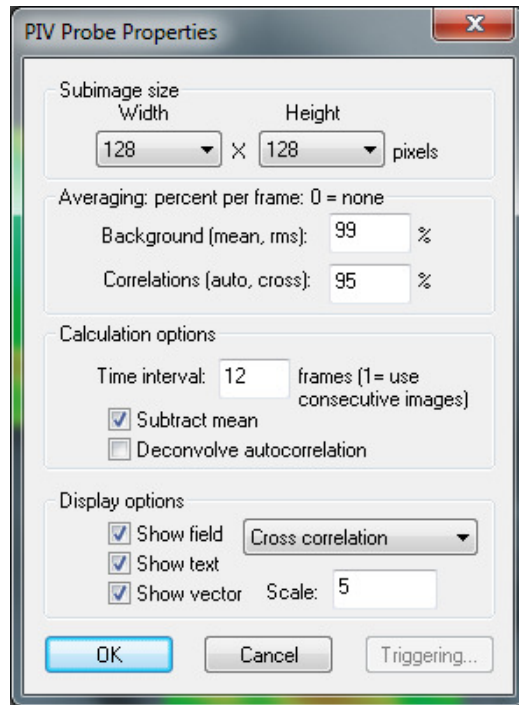 PIV Probe Properties
Subimage size
Width Height
128 X 128 pixels
Averaging: percent per frame: 0 = none
Background (mean, rms): 99 %
Correlations (auto, cross): 95 %
Calculation options
Time interval: 12 frames (1= use
consecutive images)
Subtract mean
Deconvolve autocorrelation
Display options
Show field Cross correlation
Show text
Show vector Scale: 5
OK Cancel Triggering...